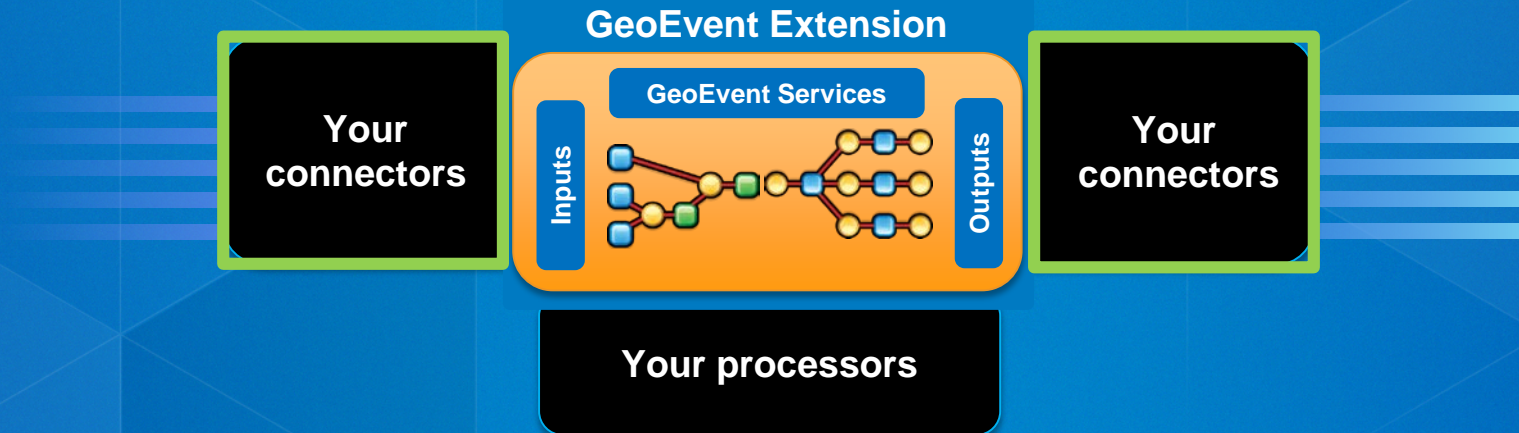 GeoEvent Extension
GeoEvent Services
Your
connectors
Inputs
Outputs
Your
connectors
Your processors